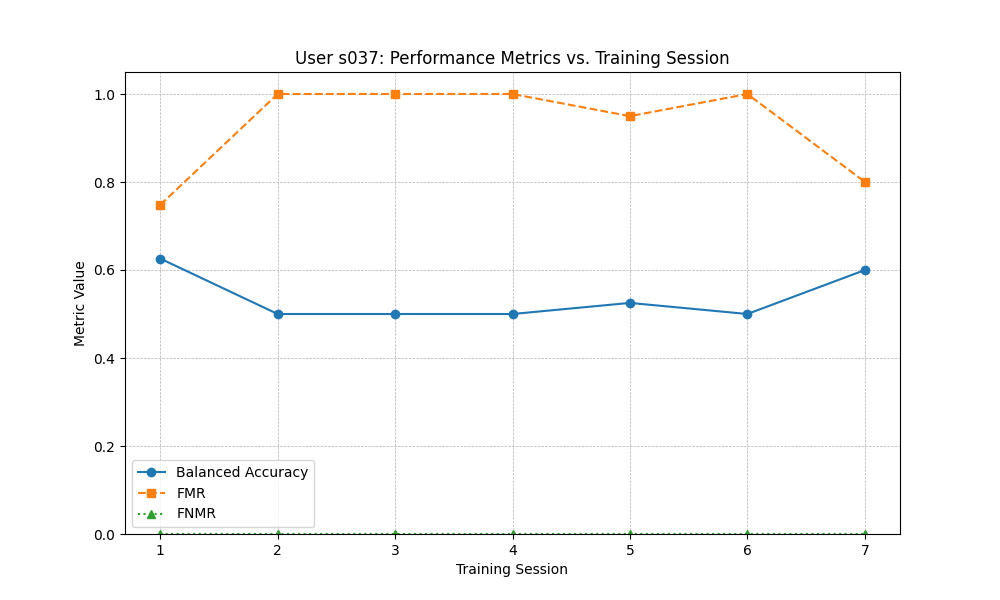 User s037: Performance Metrics vs. Training Session
1.0
0.8
0.6
0.4
0.2
0.0
Metric Value
Balanced Accuracy
FMR
FNMR
1 2 3 4 5 6 7
Training Session